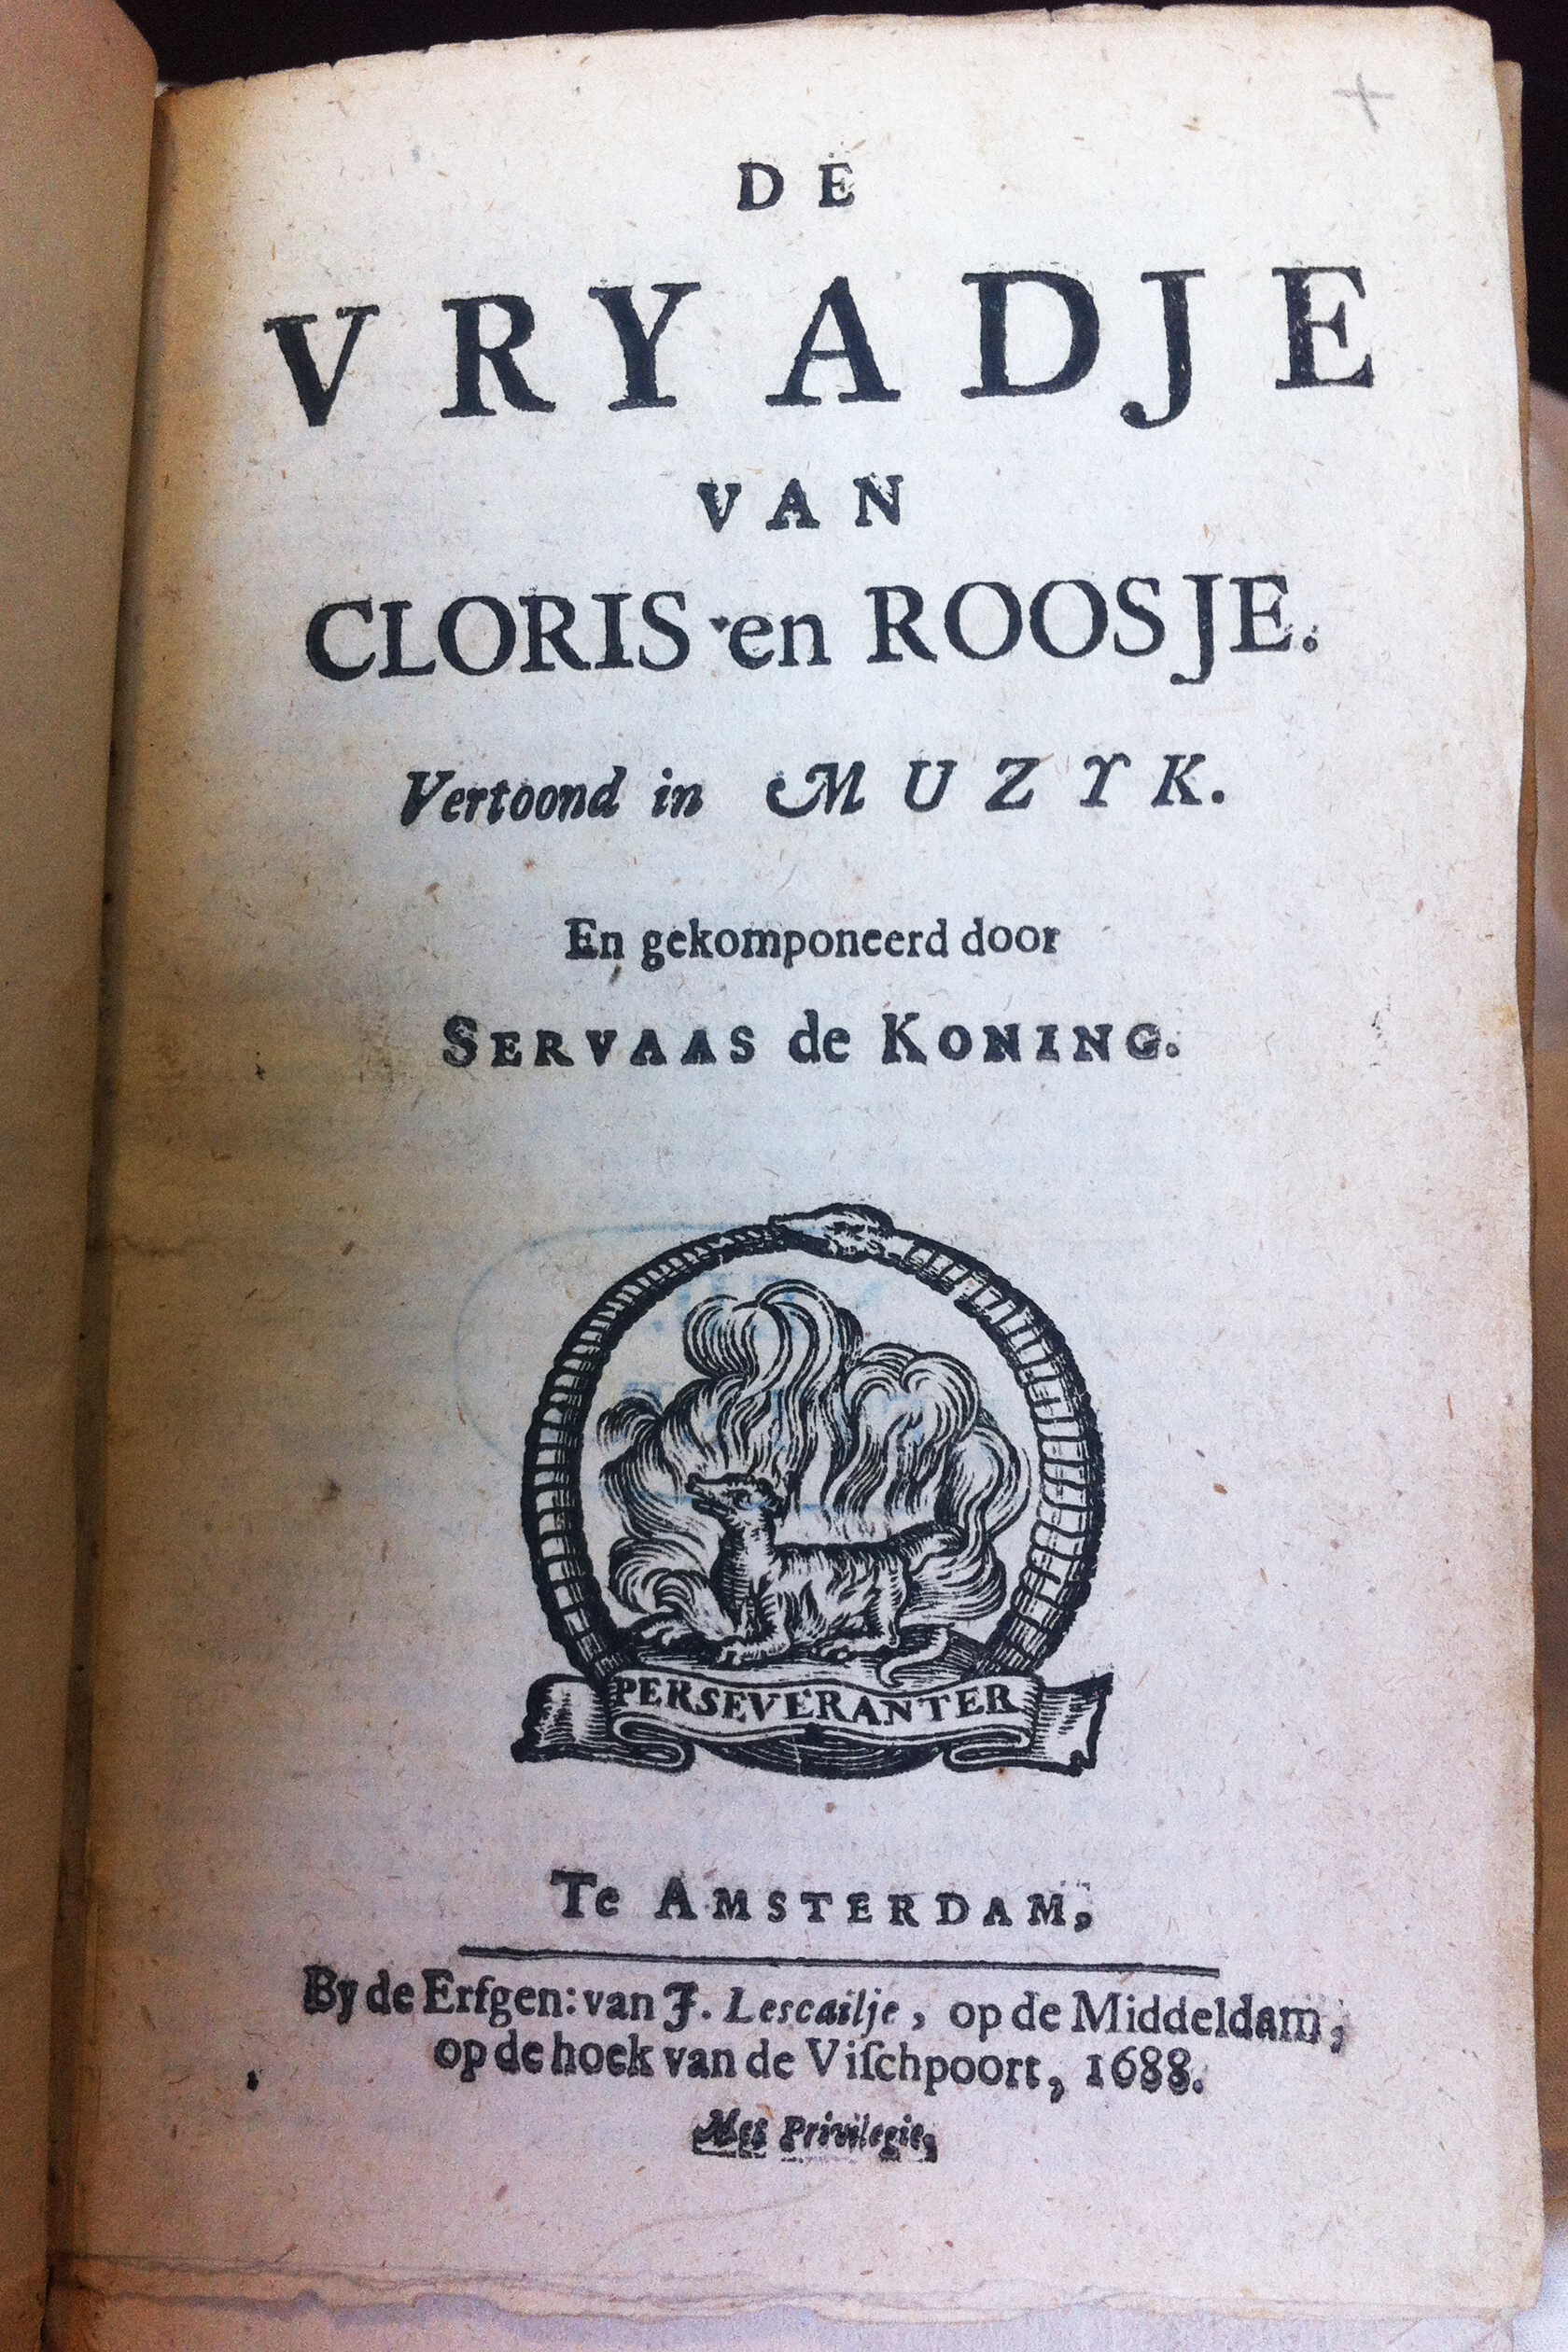 DE
VRYADJE
VAN
CLORIS en ROOSJE.
Vertoond in MUZYK.
En gekomponeerd door
SERVAAS de KONING.
PERSEVERANTER
Te AMSTERDAM,
By de Erfgen: van J. Lescailje, op de Middeldam,
op de hoek van de Viſchpoort, 1688.
Met Privilegie,